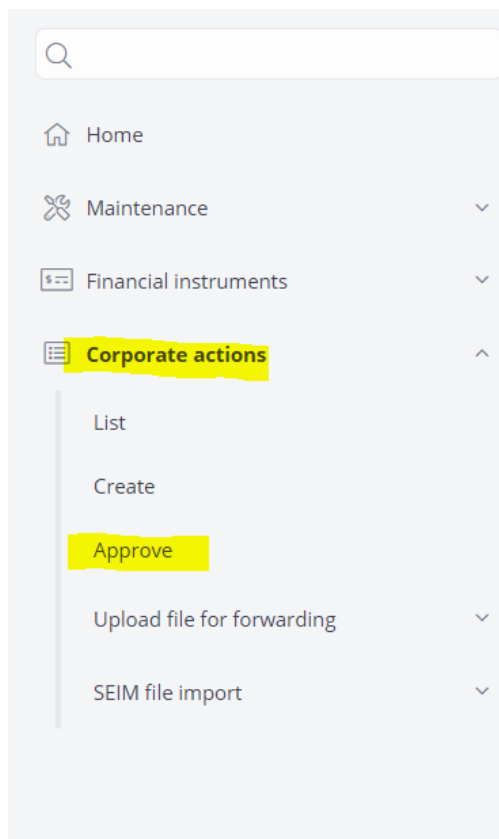 Home
Maintenance
Financial instruments
Corporate actions
List
Create
Approve
Upload file for forwarding
SEIM file import